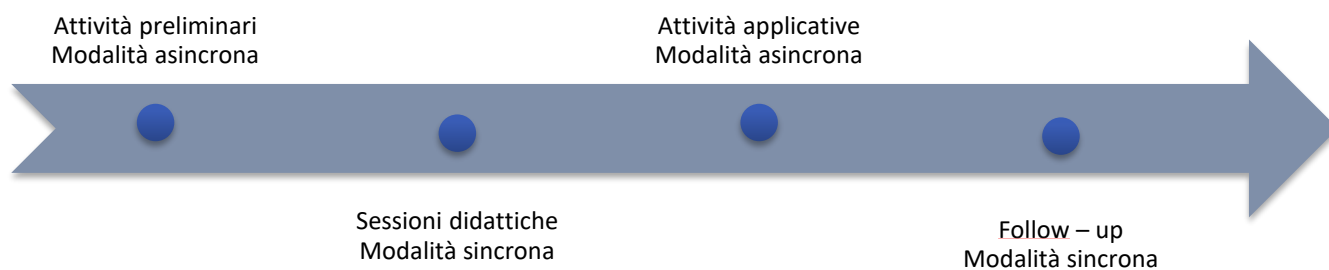 Attività preliminari
Modalità asincrona
Sessioni didattiche
Modalità sincrona
Attività applicative
Modalità asincrona
Follow – up
Modalità sincrona